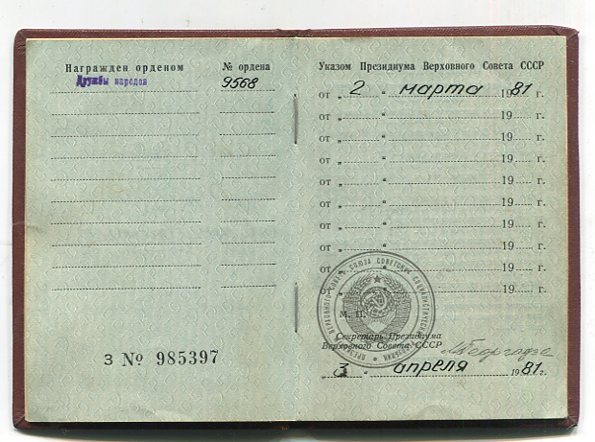 Награжден орденом № ордена
Дружбы народов 9568
З № 985397
Указом Президиума Верховного Совета СССР
от „ 2 “ марта 1981 г.
от „ “ 19 г.
от „ “ 19 г.
от „ “ 19 г.
от „ “ 19 г.
от „ “ 19 г.
от „ “ 19 г.
от „ “ 19 г.
от „ “ 19 г.
от „ “ 19 г.
М. П.
Секретарь Президиума
Верховного Совета СССР
МГеоргадзе
„ 3 “ апреля 1981 г.